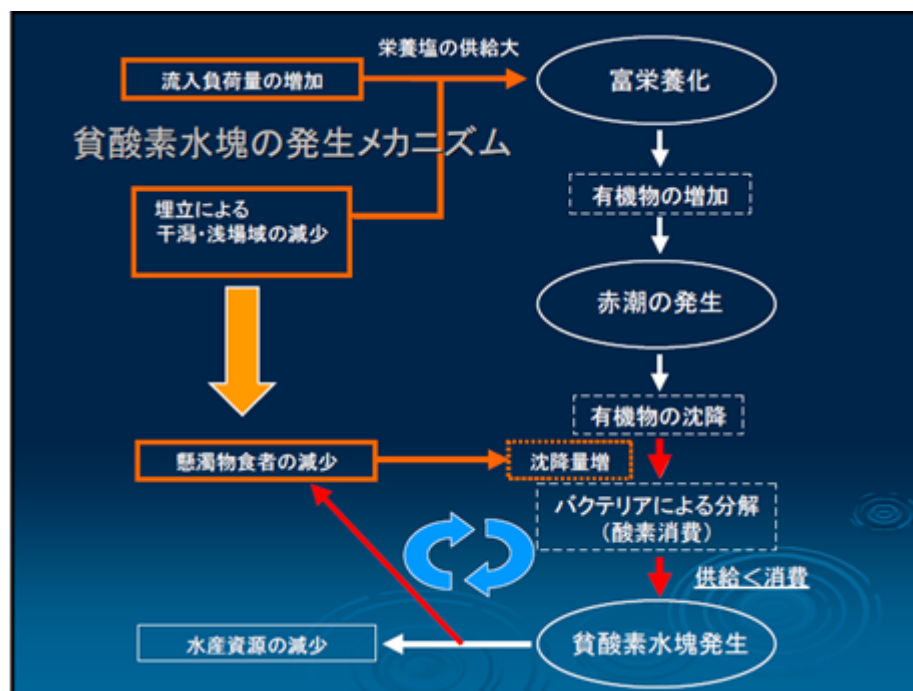 栄養塩の供給大
流入負荷量の増加
富栄養化
貧酸素水塊の発生メカニズム
有機物の増加
埋立による
干潟・浅場域の減少
赤潮の発生
有機物の沈降
懸濁物食者の減少
沈降量増
バクテリアによる分解
(酸素消費)
供給<消費
水産資源の減少
貧酸素水塊発生